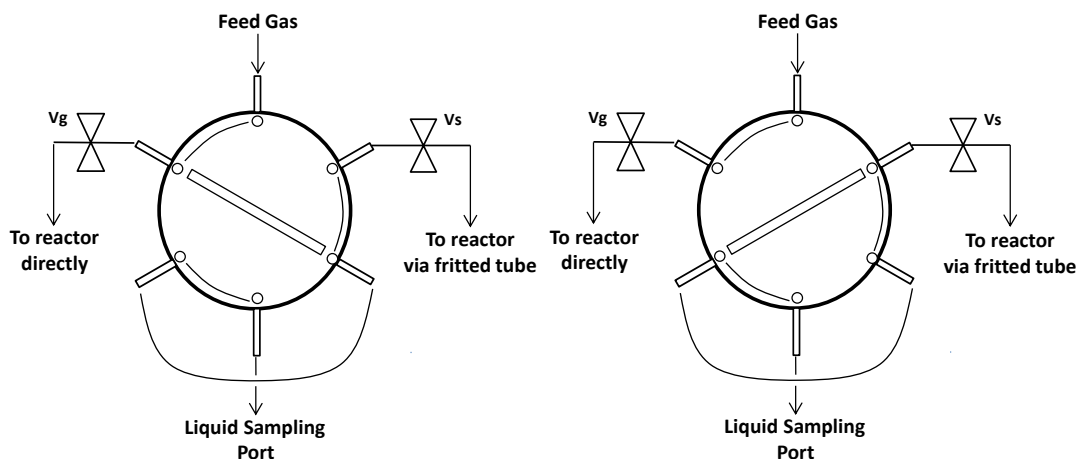 Feed Gas
Vg
Vs
To reactor
directly
To reactor
via fritted tube
Liquid Sampling
Port
Feed Gas
Vg
Vs
To reactor
directly
To reactor
via fritted tube
Liquid Sampling
Port